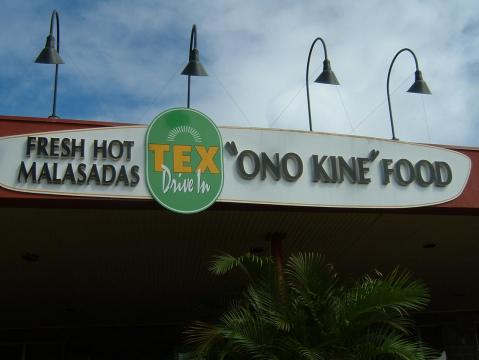 FRESH HOT
MALASADAS
TEX
Drive In
"ONO KINE" FOOD